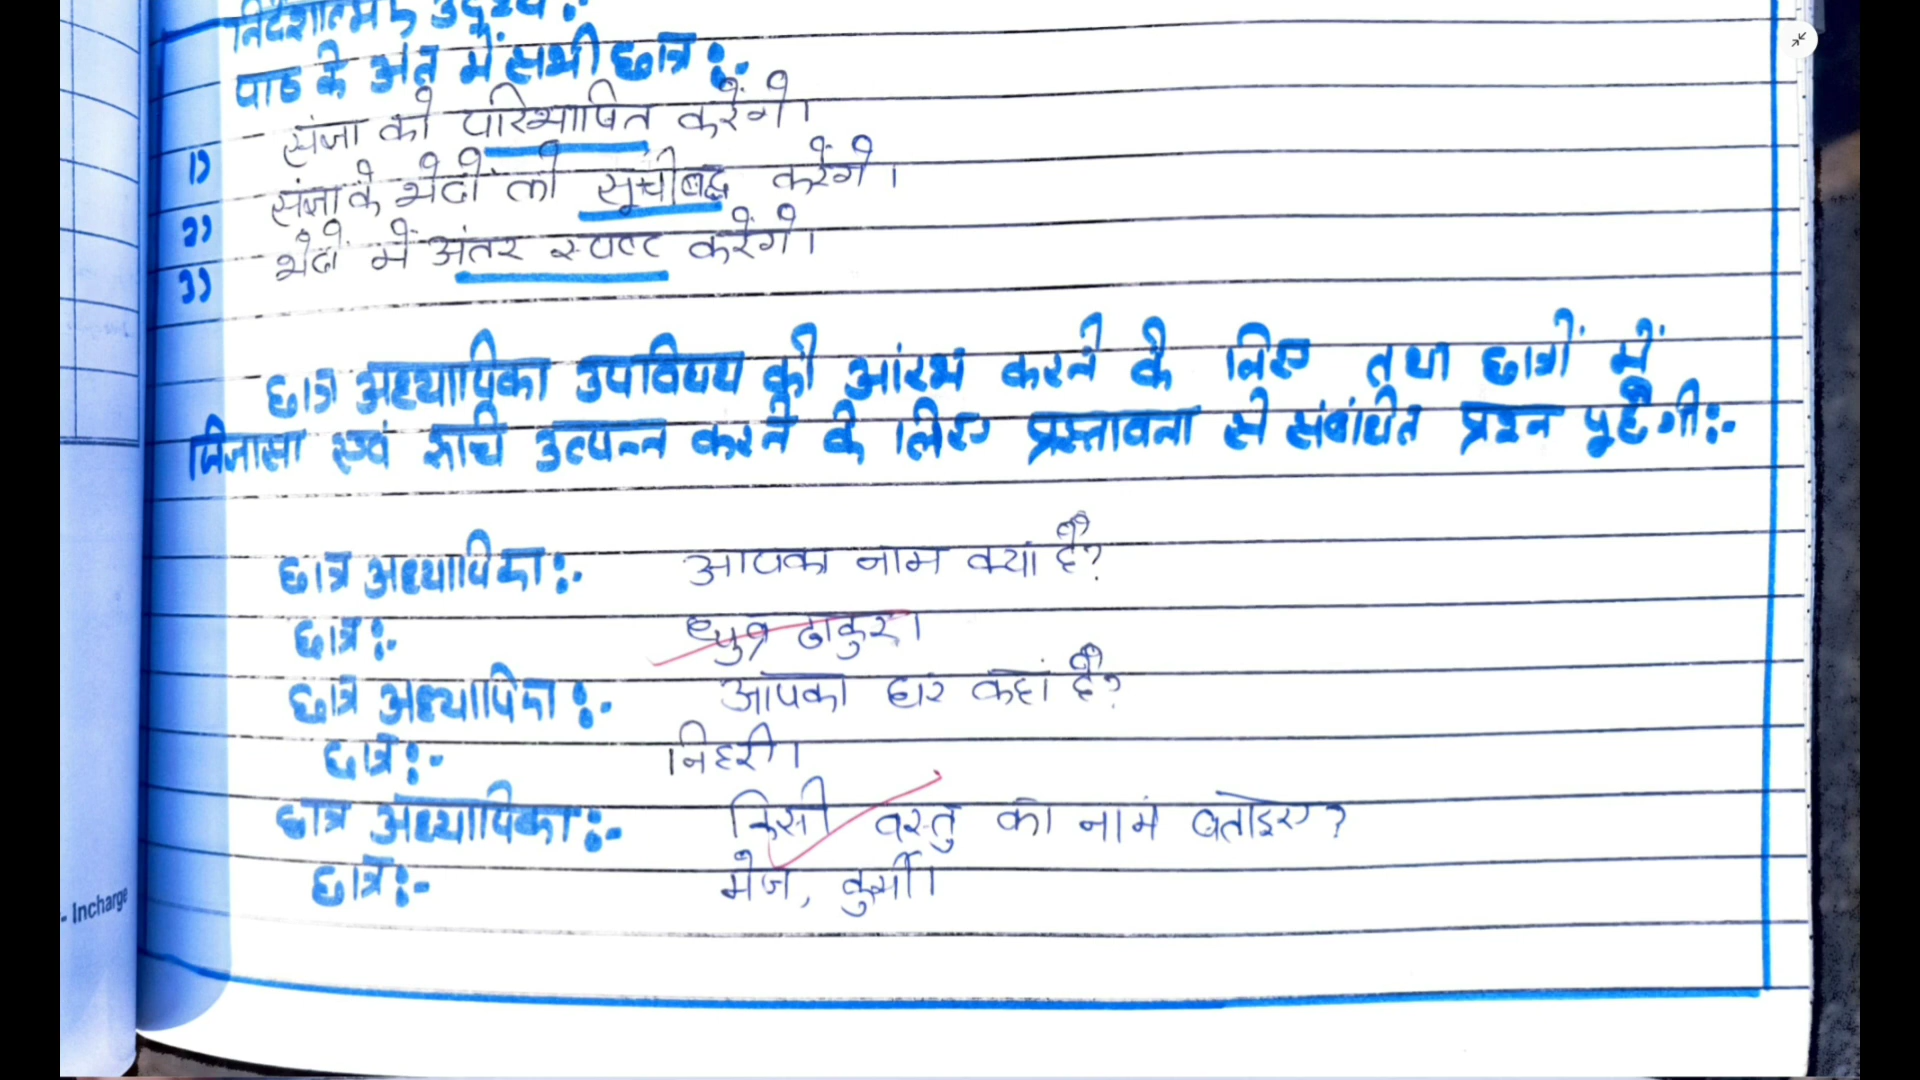 निर्देशात्मक उद्देश्य :-
पाठ के अंत में सभी छात्र :-
1) संज्ञा को परिभाषित करेंगे।
2) संज्ञा के भेदों को सूचीबद्ध करेंगे।
3) भेदों में अंतर स्पष्ट करेंगे।
छात्र अध्यापिका उपविषय को आंरभ करने के लिए तथा छात्रों में
जिज्ञासा एवं रूचि उत्पन्न करने के लिए प्रस्तावना से संबंधित प्रश्न पूछेगी :-
छात्र अध्यापिका :- आपका नाम क्या है?
छात्र :- ठाकुर।
छात्र अध्यापिका :- आपका घर कहां है?
छात्र :- निहरी।
छात्र अध्यापिका :- किसी वस्तु का नाम बताइए?
छात्र :- मेज, कुर्सी।
- Incharge